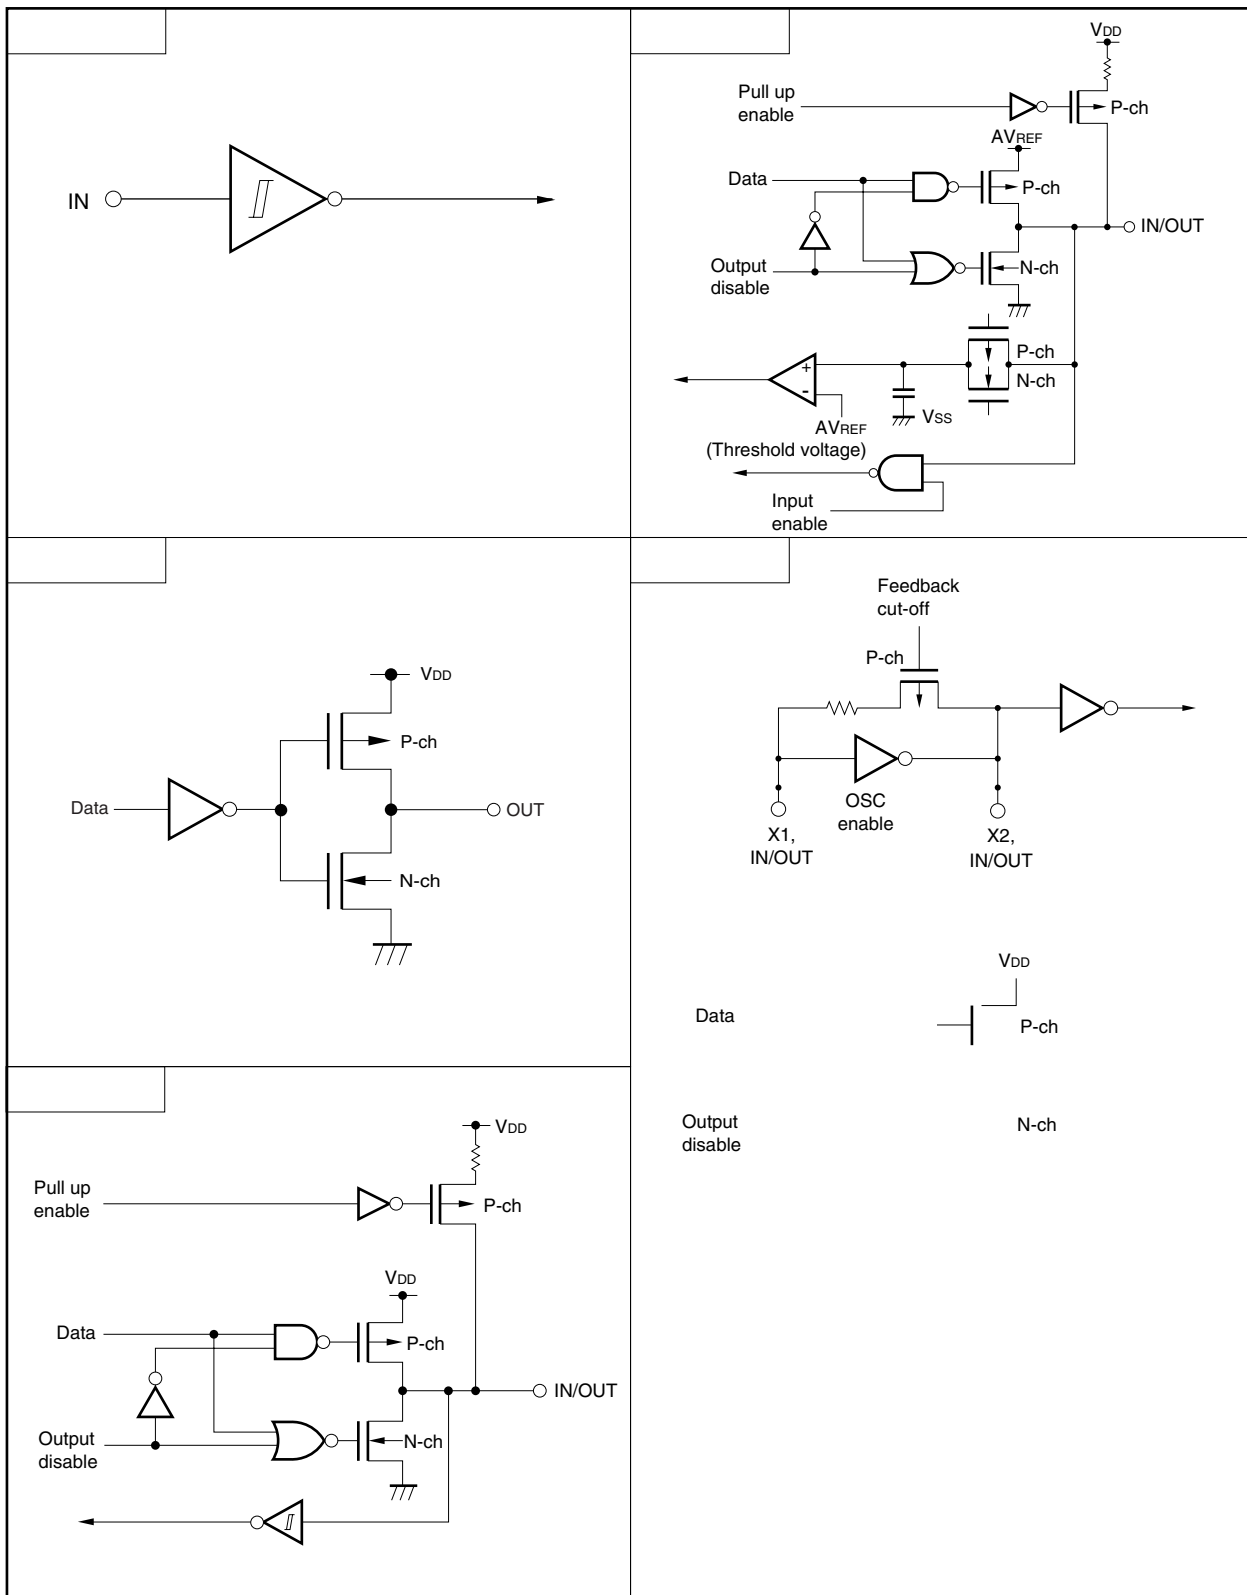 IN
VDD
Pull up
enable
P-ch
AVREF
Data
P-ch
IN/OUT
Output
disable
N-ch
P-ch
N-ch
+
-
AVREF
(Threshold voltage)
VSS
Input
enable
VDD
P-ch
Data
OUT
N-ch
Feedback
cut-off
P-ch
OSC
enable
X1,
IN/OUT
X2,
IN/OUT
VDD
Data
P-ch
Output
disable
N-ch
VDD
Pull up
enable
P-ch
VDD
Data
P-ch
IN/OUT
Output
disable
N-ch